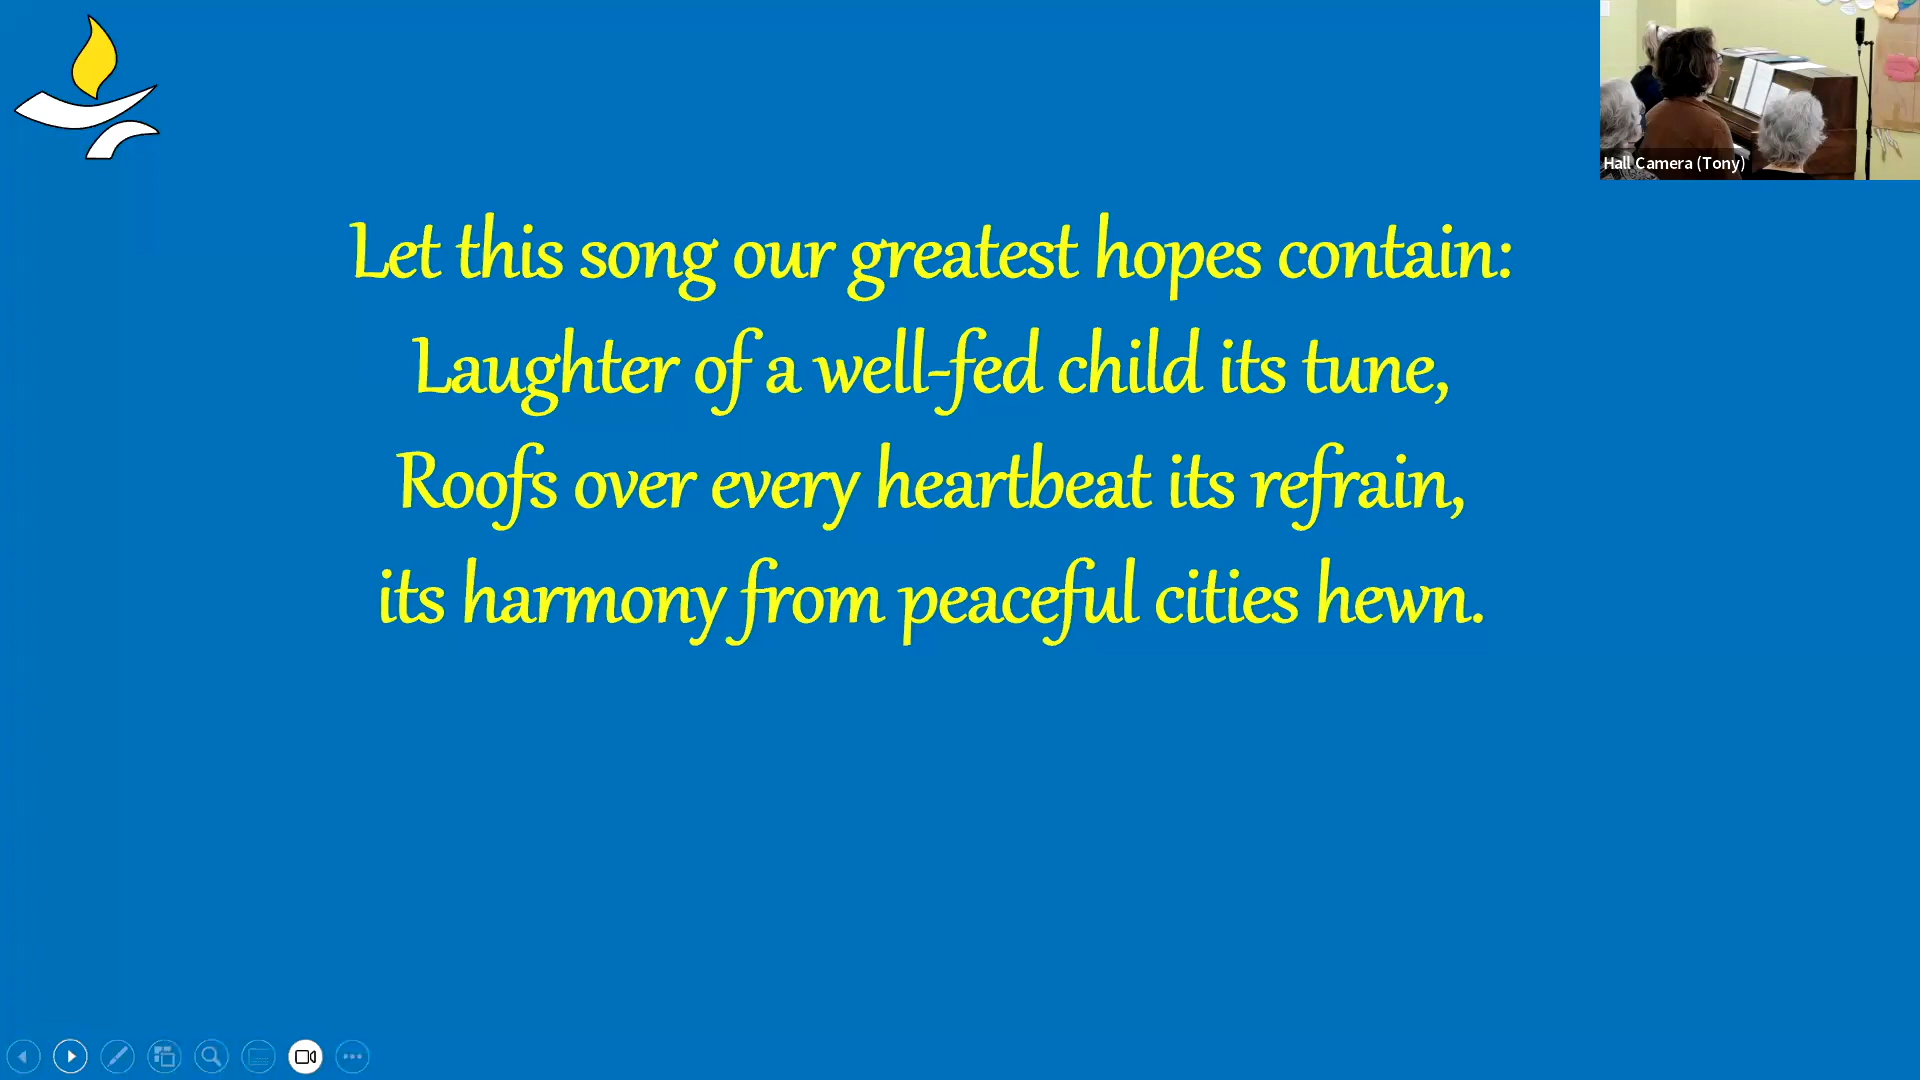 Hall Camera (Tony)
Let this song our greatest hopes contain:
Laughter of a well-fed child its tune,
Roofs over every heartbeat its refrain,
its harmony from peaceful cities hewn.